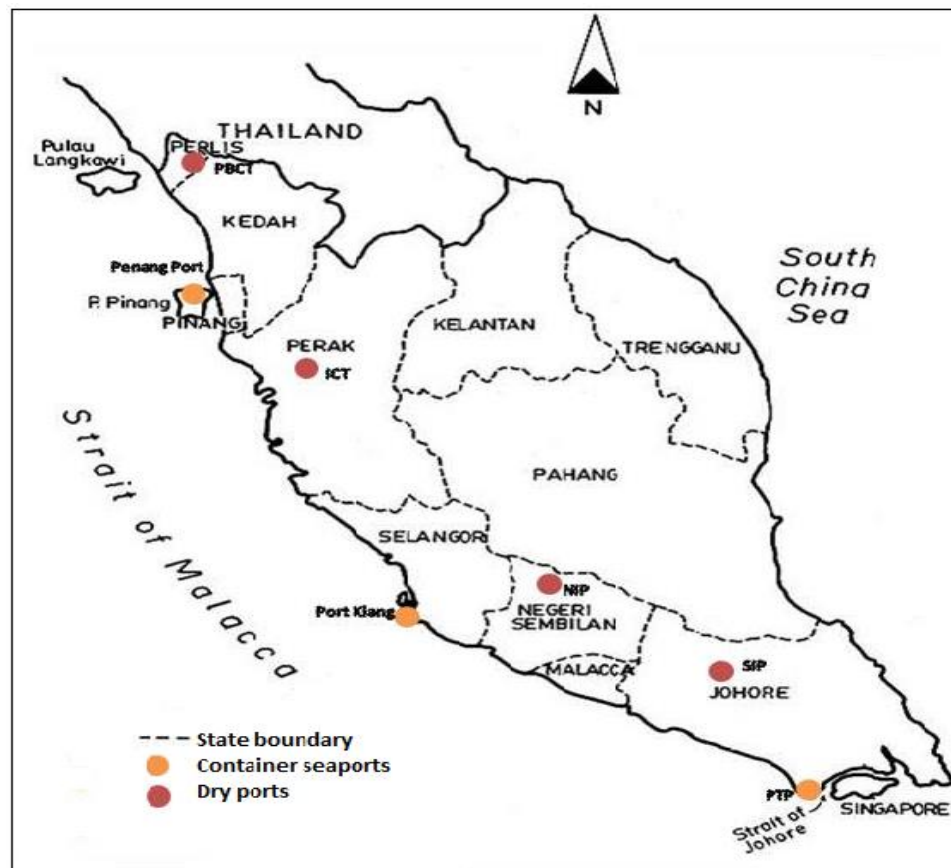 N
THAILAND
Pulau
Langkawi
PERLIS
PBCT
KEDAH
South
China
Sea
Penang Port
P. Pinang
PINANG
KELANTAN
TRENGGANU
PERAK
ICT
Strait of Malacca
PAHANG
SELANGOR
NIP
NEGERI
SEMBILAN
Port Klang
MALACCA
SIP
JOHORE
State boundary
Container seaports
Dry ports
PTP
SINGAPORE
Strait of
Johore